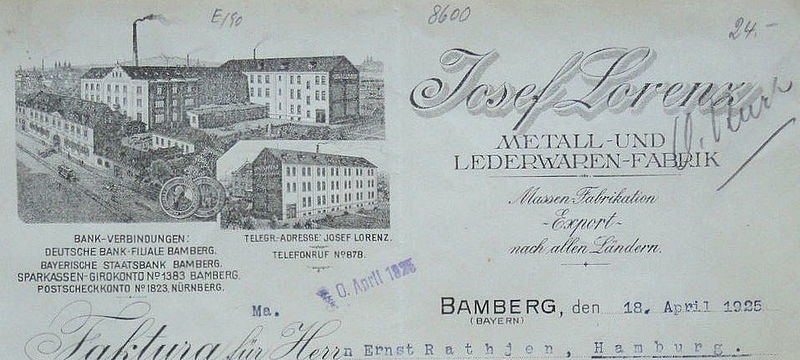 E/90
8600
24.-
Josef Lorenz
METALL-UND
LEDERWAREN-FABRIK
Massen-Fabrikation
-Export-
nach allen Ländern.
BANK-VERBINDUNGEN:
DEUTSCHE BANK-FILIALE BAMBERG.
BAYERISCHE STAATSBANK BAMBERG.
SPARKASSEN-GIROKONTO No 1383 BAMBERG.
POSTSCHECKKONTO No 1823, NÜRNBERG.
TELEGR.-ADRESSE: JOSEF LORENZ.
TELEFONRUF No 878.
Ma.
0. April 1925
BAMBERG, den 18. April 1925
(BAYERN)
Faktura für Herrn Ernst Rathjen, Hamburg.